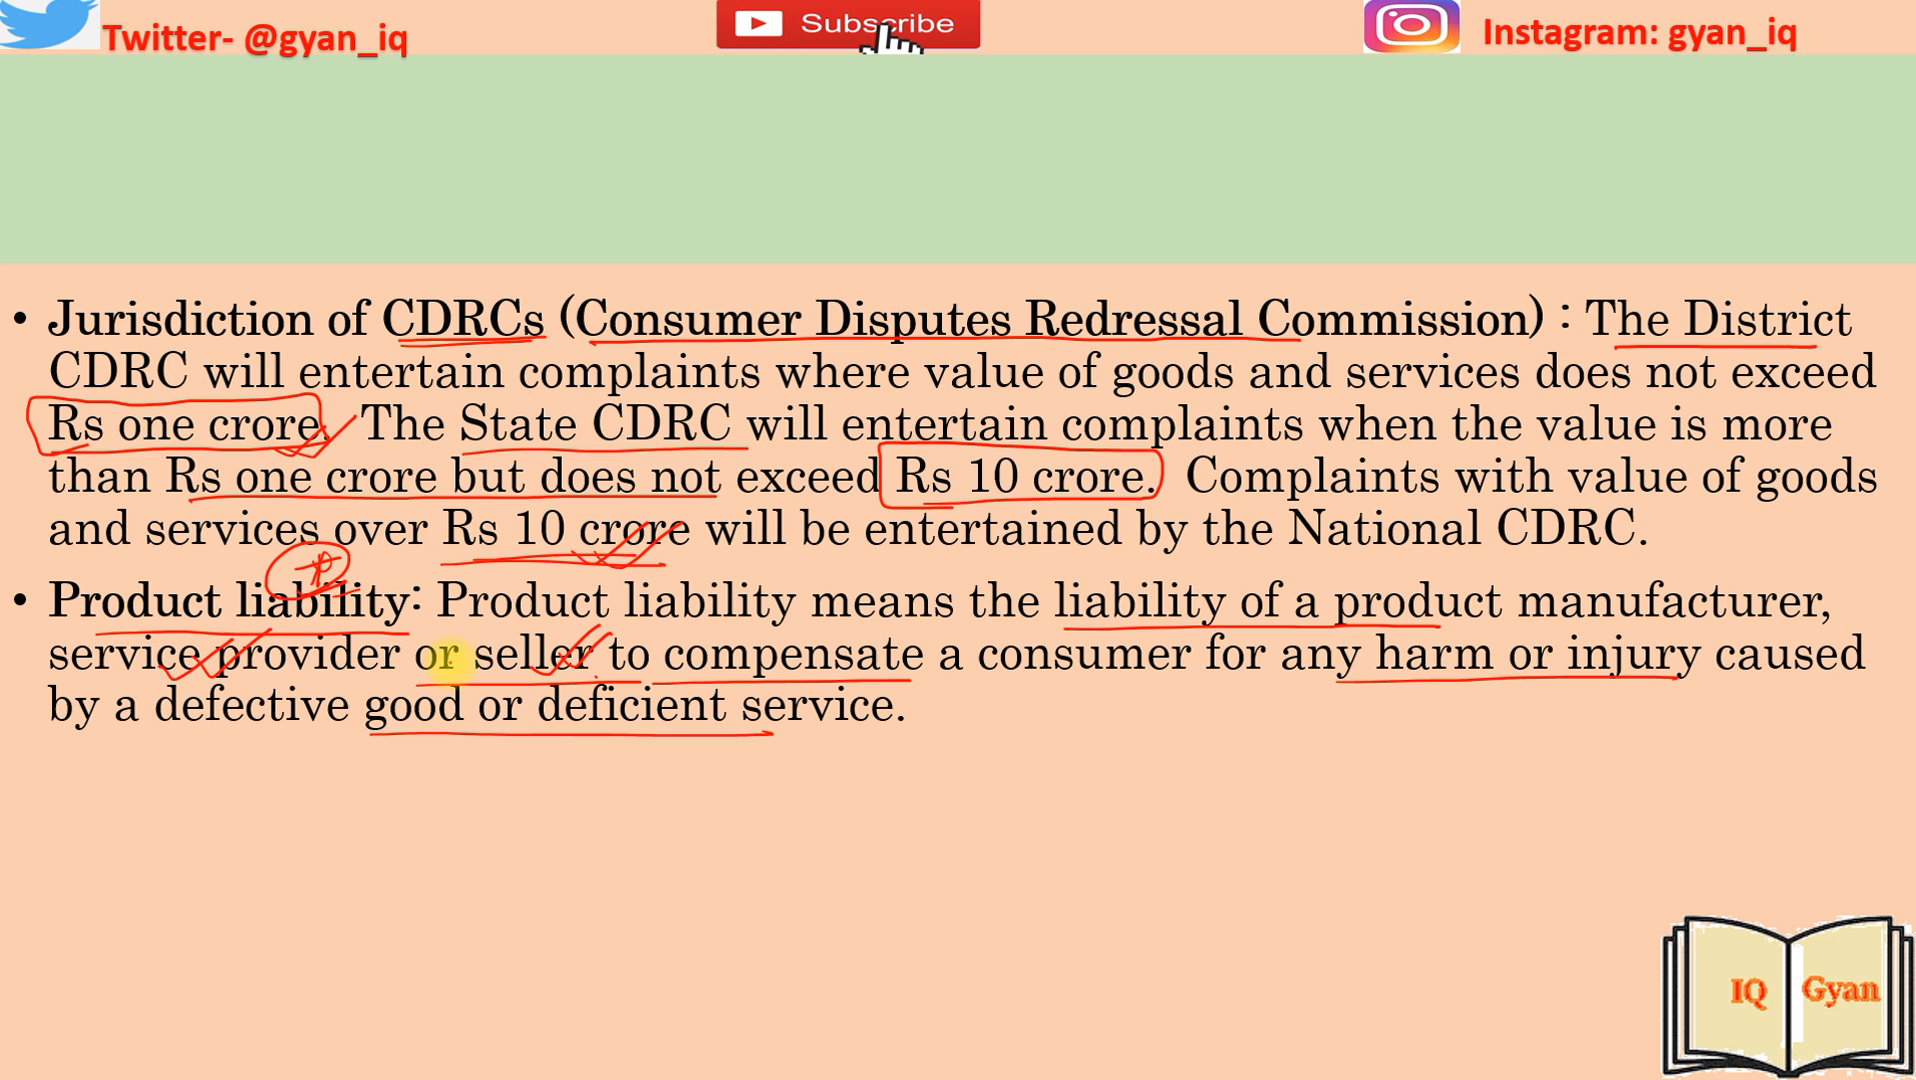 Twitter- @gyan_iq
Subscribe
Instagram: gyan_iq
• Jurisdiction of CDRCs (Consumer Disputes Redressal Commission) : The District
CDRC will entertain complaints where value of goods and services does not exceed
Rs one crore. The State CDRC will entertain complaints when the value is more
than Rs one crore but does not exceed Rs 10 crore. Complaints with value of goods
and services over Rs 10 crore will be entertained by the National CDRC.
• Product liability: Product liability means the liability of a product manufacturer,
service provider or seller to compensate a consumer for any harm or injury caused
by a defective good or deficient service.
IQ Gyan